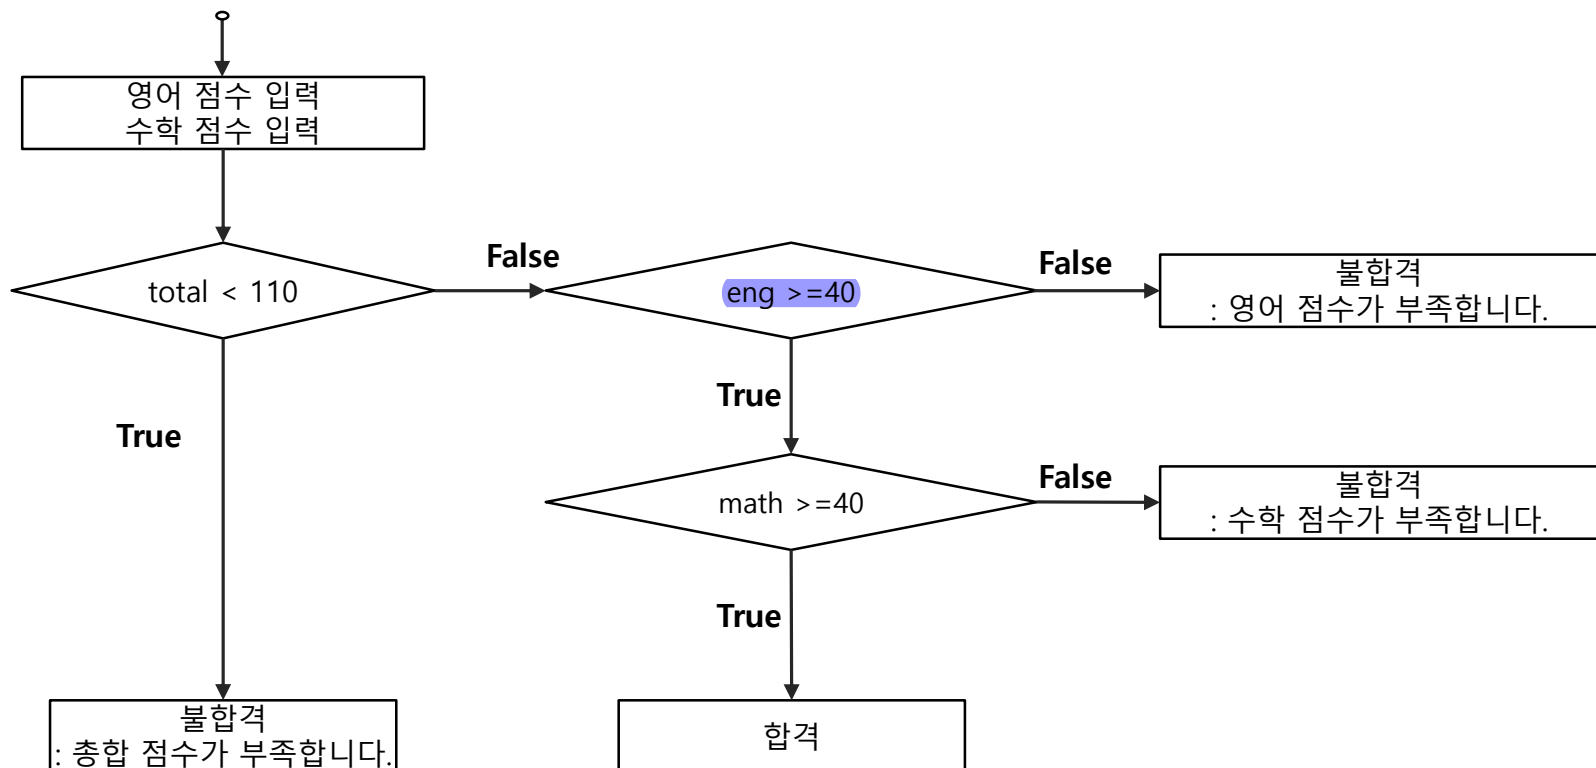 영어 점수 입력
수학 점수 입력
total < 110
False
eng >=40
False
불합격
: 영어 점수가 부족합니다.
True
True
math >=40
False
불합격
: 수학 점수가 부족합니다.
True
불합격
: 총합 점수가 부족합니다.
합격